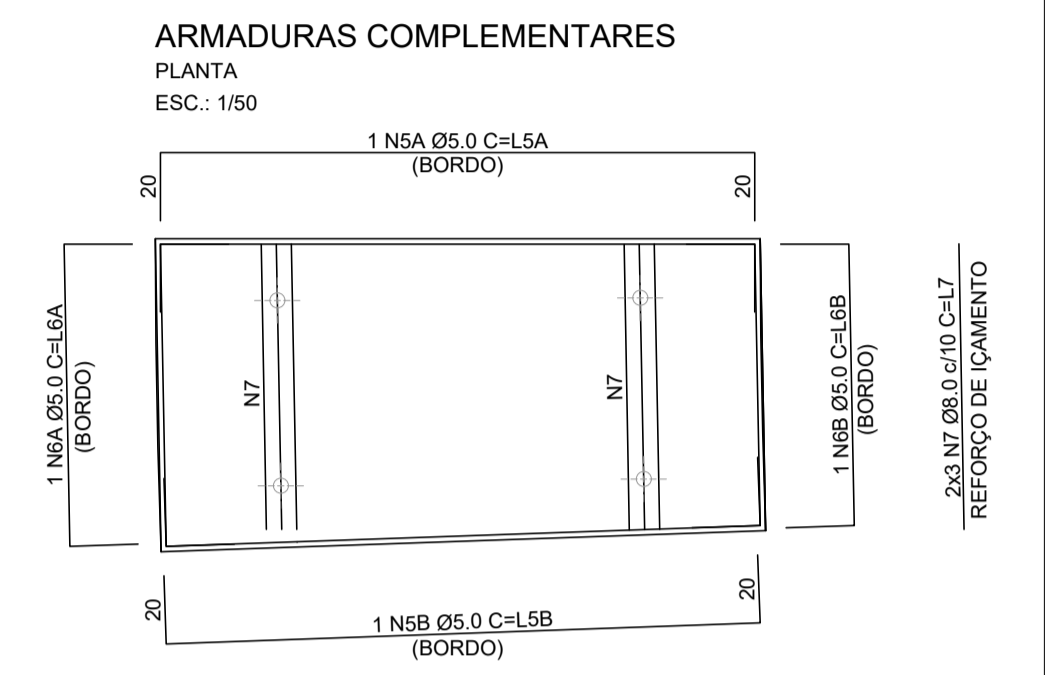 ARMADURAS COMPLEMENTARES
PLANTA
ESC.: 1/50
1 N5A Ø5.0 C=L5A
(BORDO)
20
20
1 N6A Ø5.0 C=L6A
(BORDO)
N7
N7
1 N6B Ø5.0 C=L6B
(BORDO)
2x3 N7 Ø8.0 c/10 C=L7
REFORÇO DE IÇAMENTO
20
20
1 N5B Ø5.0 C=L5B
(BORDO)